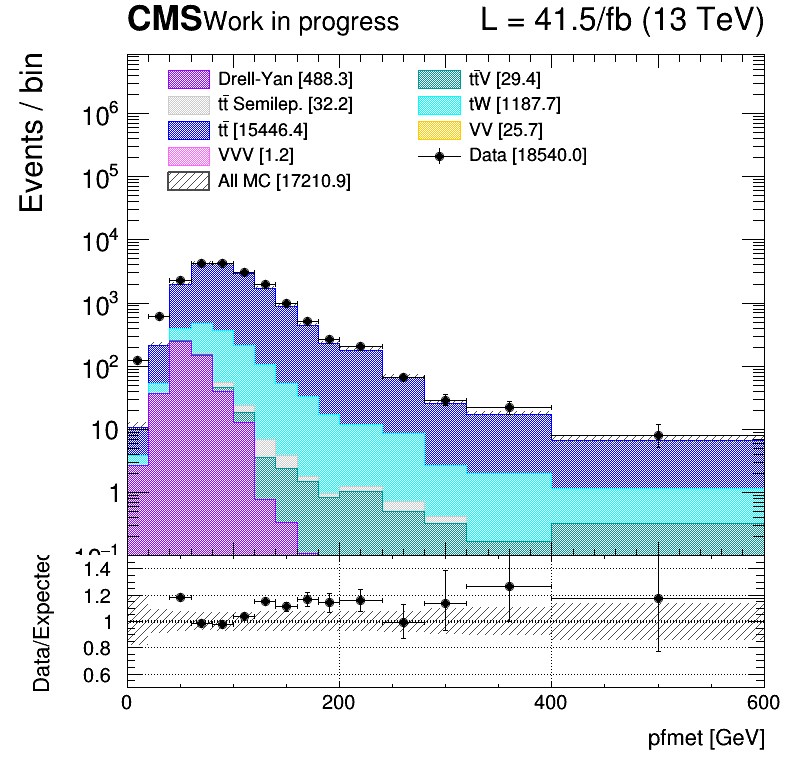 CMS Work in progress L = 41.5/fb (13 TeV)
Events / bin
Drell-Yan [488.3] tt̄V [29.4]
tt̄ Semilep. [32.2] tW [1187.7]
tt̄ [15446.4] VV [25.7]
VVV [1.2] Data [18540.0]
All MC [17210.9]
10⁶
10⁵
10⁴
10³
10²
10
1
10⁻¹
Data/Expected
1.4
1.2
1
0.8
0.6
0 200 400 600
pfmet [GeV]